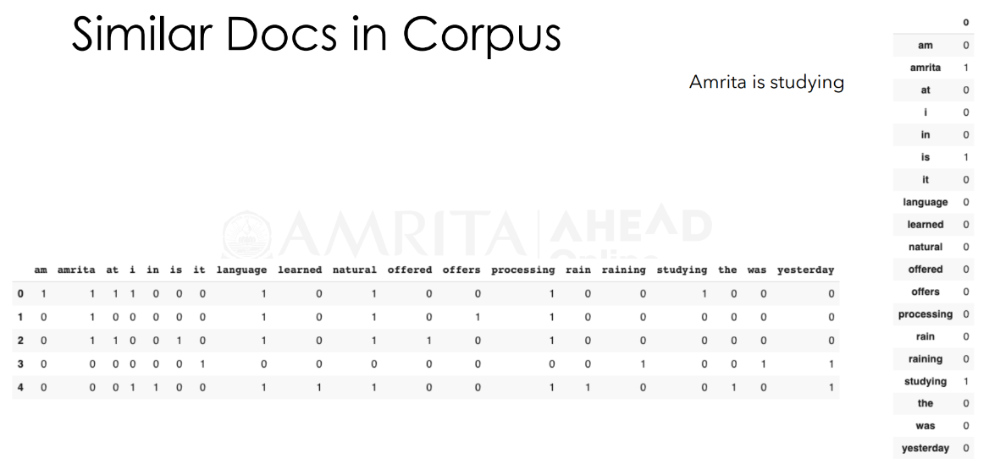 Similar Docs in Corpus
Amrita is studying
AMRITA AHEAD
Online
am amrita at i in is it language learned natural offered offers processing rain raining studying the was yesterday
0 1 1 1 1 0 0 0 1 0 1 0 0 1 0 0 1 0 0 0
1 0 1 0 0 0 0 0 1 0 1 0 1 1 0 0 0 0 0 0
2 0 1 1 0 0 1 0 1 0 1 1 0 1 0 0 0 0 0 0
3 0 0 0 0 0 0 1 0 0 0 0 0 0 0 1 0 0 1 1
4 0 0 0 1 1 0 0 1 1 1 0 0 1 1 0 0 1 0 1
0
am 0
amrita 1
at 0
i 0
in 0
is 1
it 0
language 0
learned 0
natural 0
offered 0
offers 0
processing 0
rain 0
raining 0
studying 1
the 0
was 0
yesterday 0